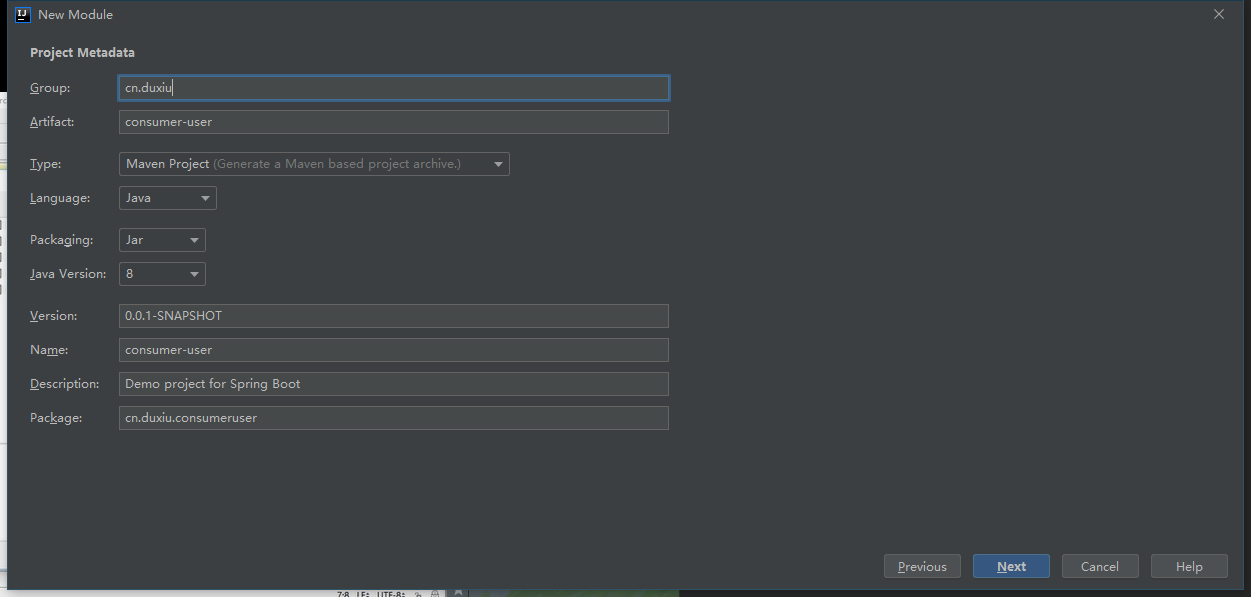 New Module
Project Metadata
Group: cn.duxiu
Artifact: consumer-user
Type: Maven Project (Generate a Maven based project archive.)
Language: Java
Packaging: Jar
Java Version: 8
Version: 0.0.1-SNAPSHOT
Name: consumer-user
Description: Demo project for Spring Boot
Package: cn.duxiu.consumeruser
Previous Next Cancel Help
7:8 LF UTF-8